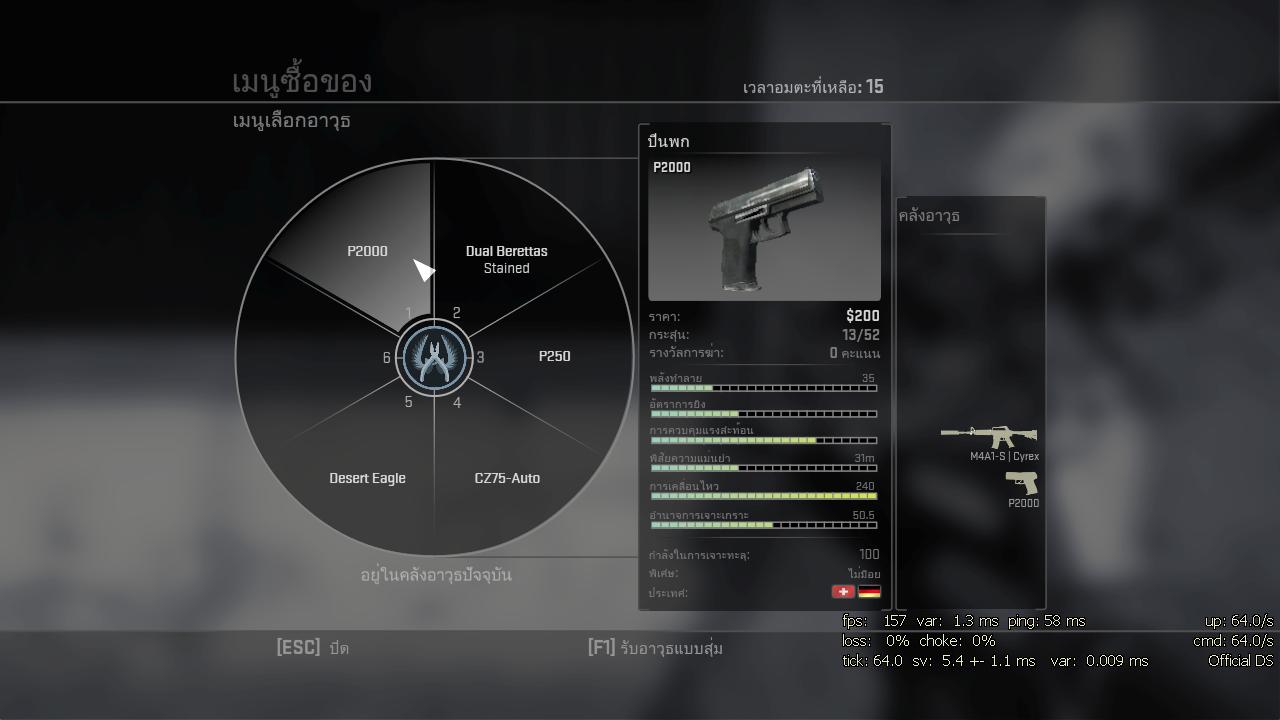 เมนูซื้อของ
เวลาอมตะที่เหลือ: 15
เมนูเลือกอาวุธ
ปืนพก
P2000
คลังอาวุธ
P2000
Dual Berettas
Stained
1
2
P250
3
6
5
4
Desert Eagle
CZ75-Auto
ราคา: $200
กระสุน: 13/52
รางวัลการฆ่า: 0 คะแนน
พลังทำลาย 35
อัตราการยิง
การควบคุมแรงสะท้อน
พิสัยความแม่นยำ 31m
การเคลื่อนไหว 240
อำนาจการเจาะเกราะ 50.5
กำลังในการเจาะทะลุ: 100
พิเศษ: ไม่มีอย
ประเทศ:
M4A1-S | Cyrex
P2000
อยู่ในคลังอาวุธปัจจุบัน
[ESC] ปิด
[F1] รับอาวุธแบบสุ่ม
fps: 157 var: 1.3 ms ping: 58 ms up: 64.0/s
loss: 0% choke: 0% cmd: 64.0/s
tick: 64.0 sv: 5.4 +- 1.1 ms var: 0.009 ms Official DS